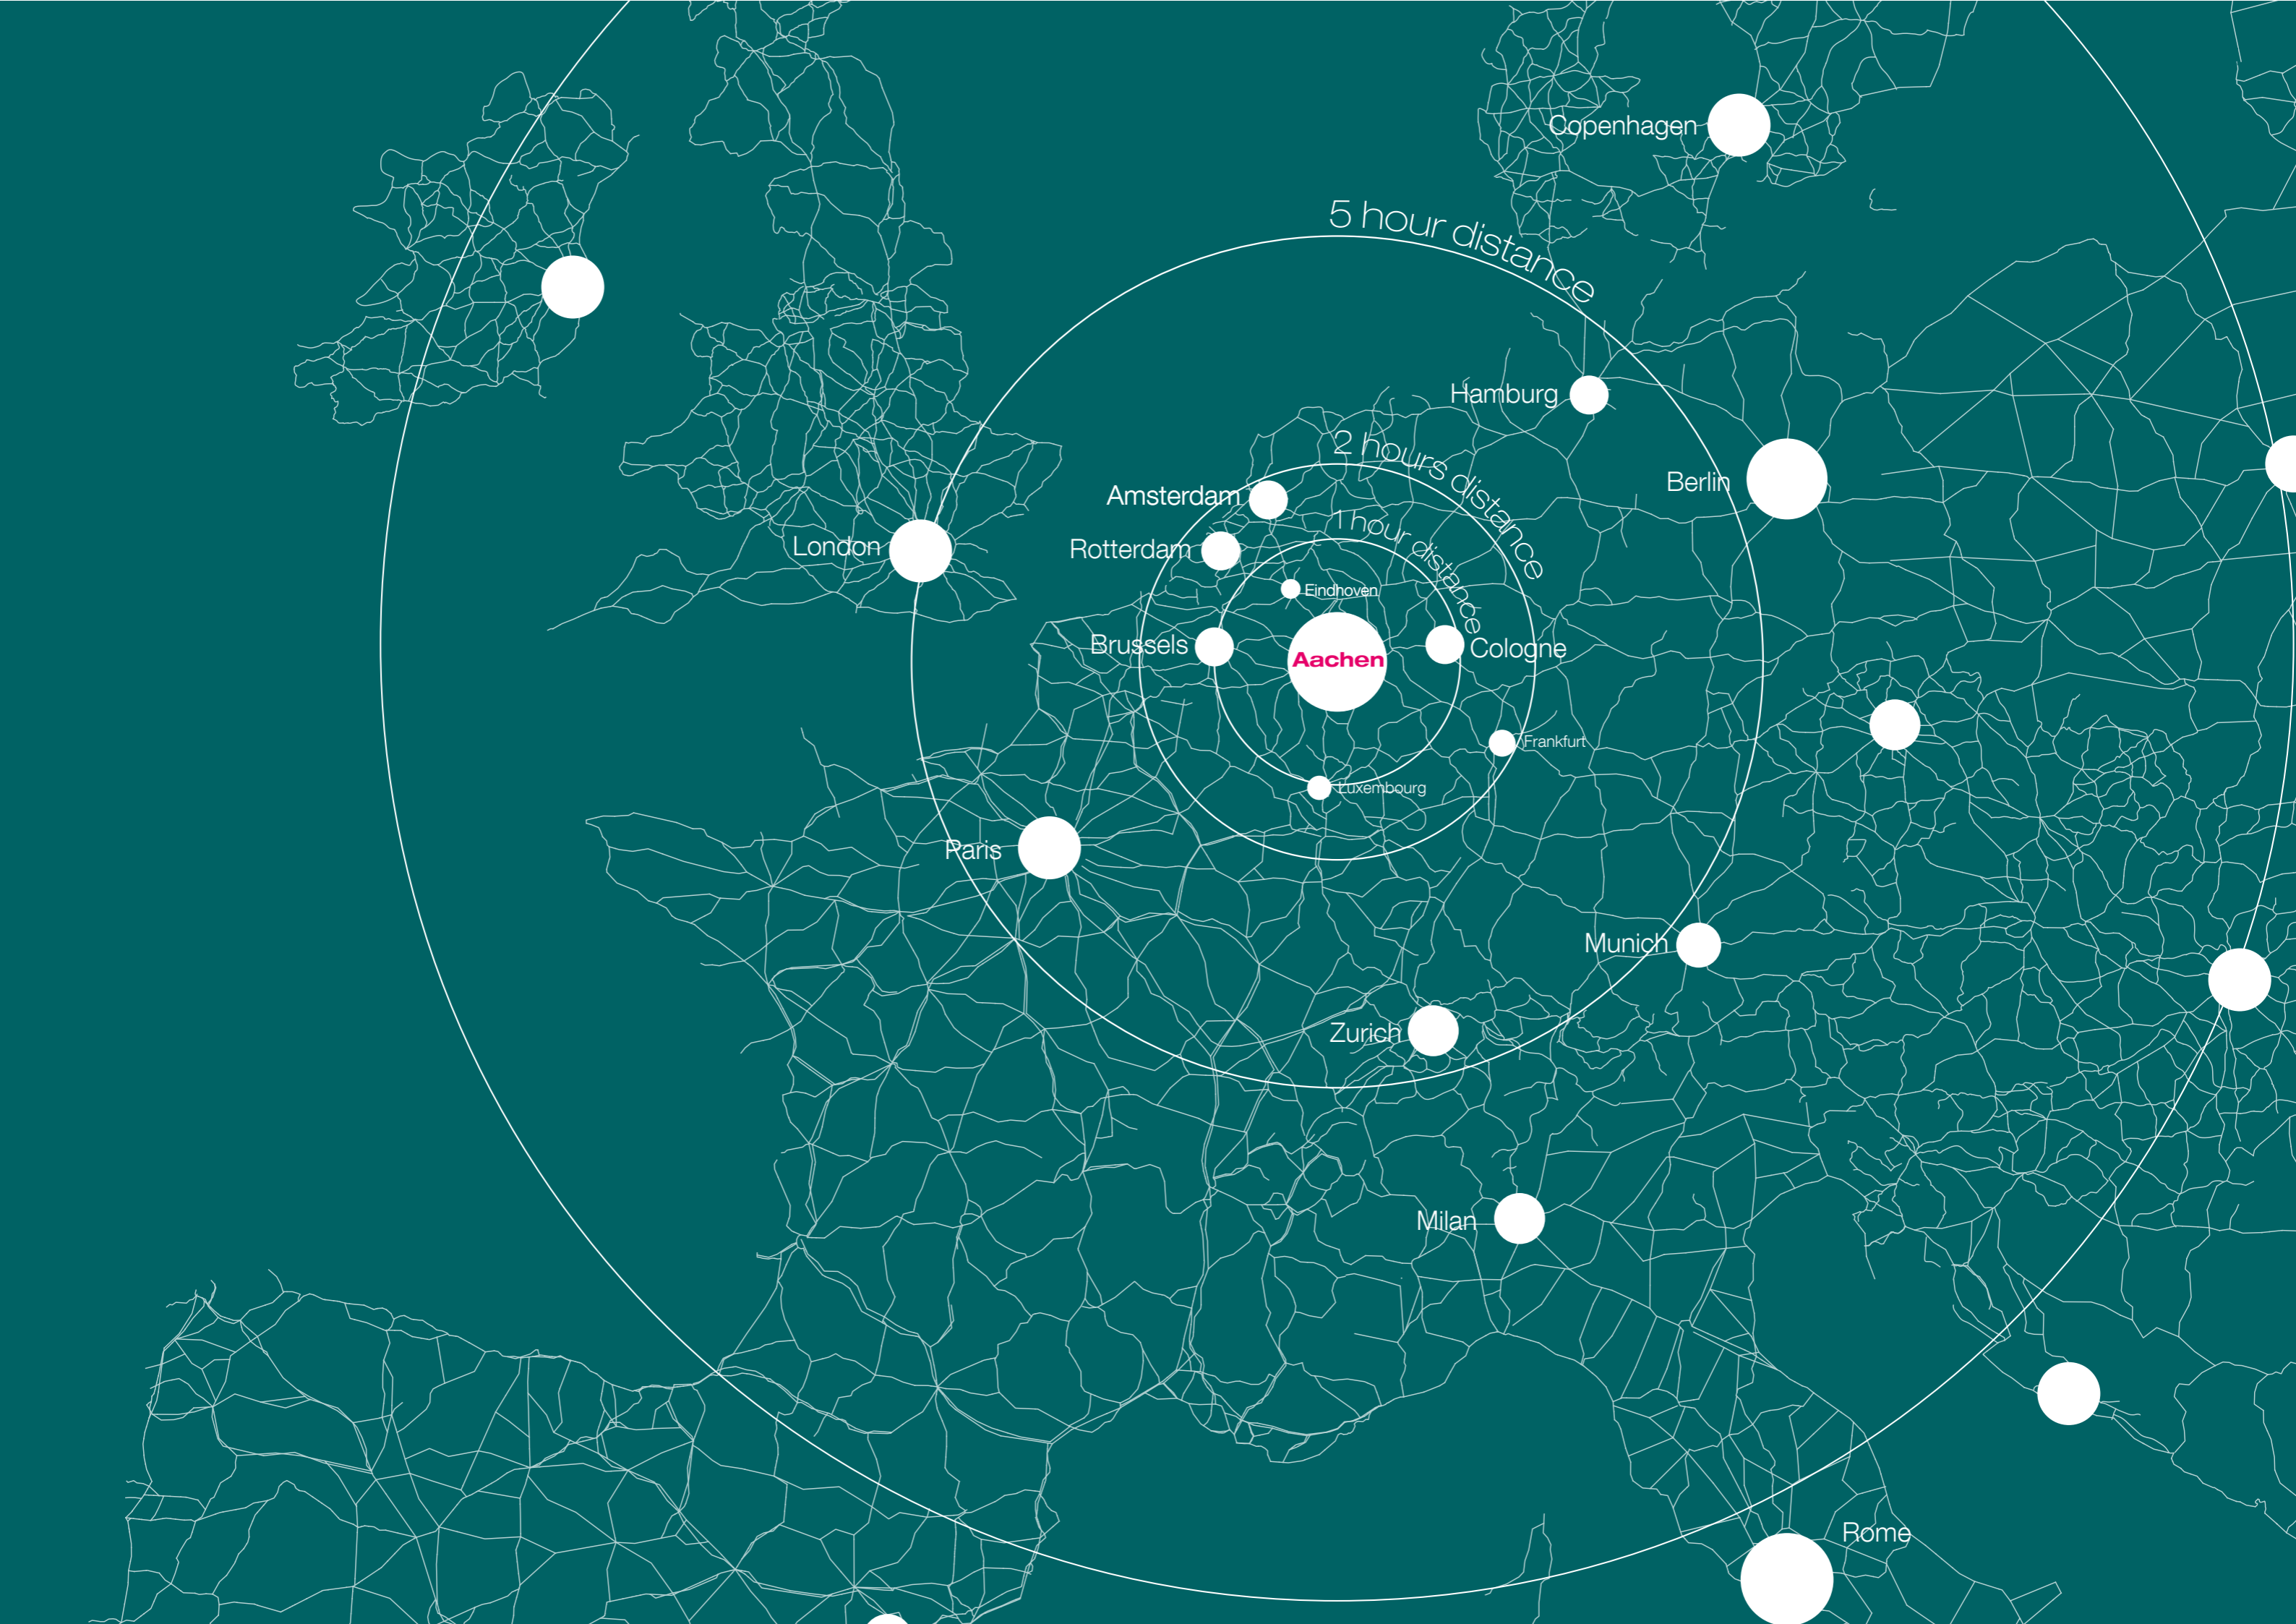 Copenhagen
5 hour distance
Hamburg
2 hours distance
Berlin
Amsterdam
1 hour distance
London
Rotterdam
Eindhoven
Brussels
Aachen
Cologne
Frankfurt
Luxembourg
Paris
Munich
Zurich
Milan
Rome